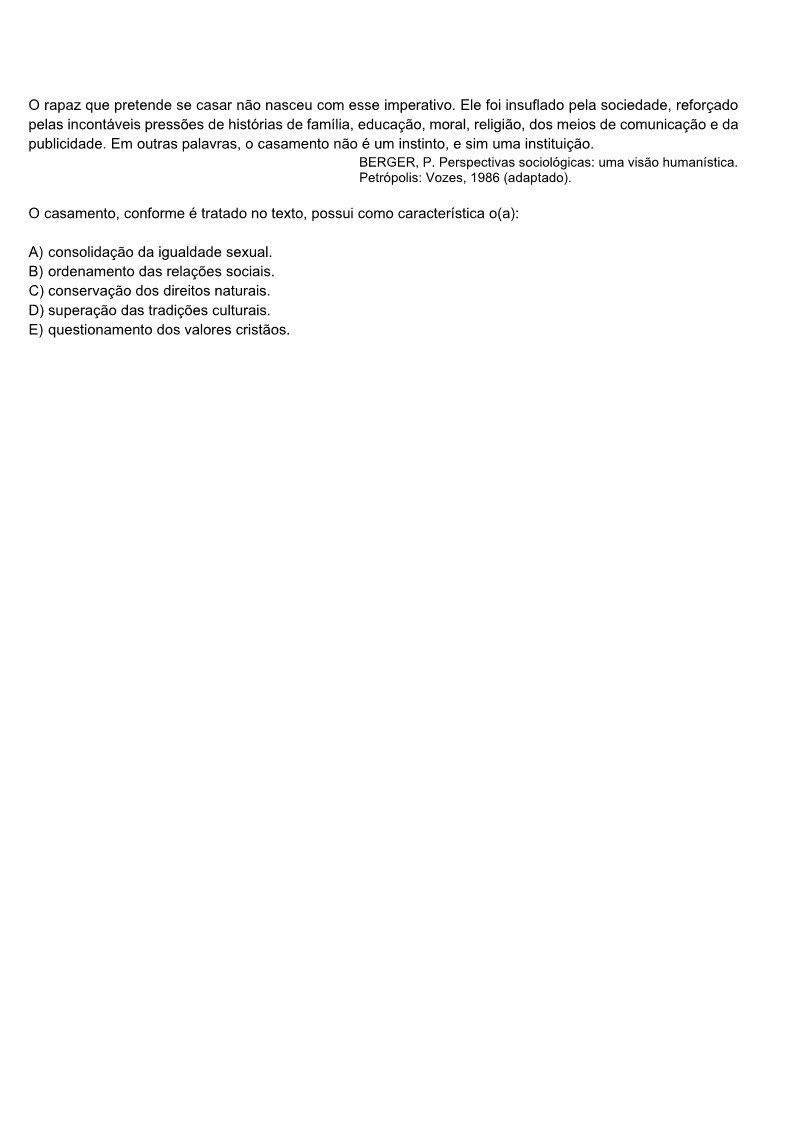 O rapaz que pretende se casar não nasceu com esse imperativo. Ele foi insuflado pela sociedade, reforçado
pelas incontáveis pressões de histórias de família, educação, moral, religião, dos meios de comunicação e da
publicidade. Em outras palavras, o casamento não é um instinto, e sim uma instituição.
BERGER, P. Perspectivas sociológicas: uma visão humanística.
Petrópolis: Vozes, 1986 (adaptado).
O casamento, conforme é tratado no texto, possui como característica o(a):
A) consolidação da igualdade sexual.
B) ordenamento das relações sociais.
C) conservação dos direitos naturais.
D) superação das tradições culturais.
E) questionamento dos valores cristãos.